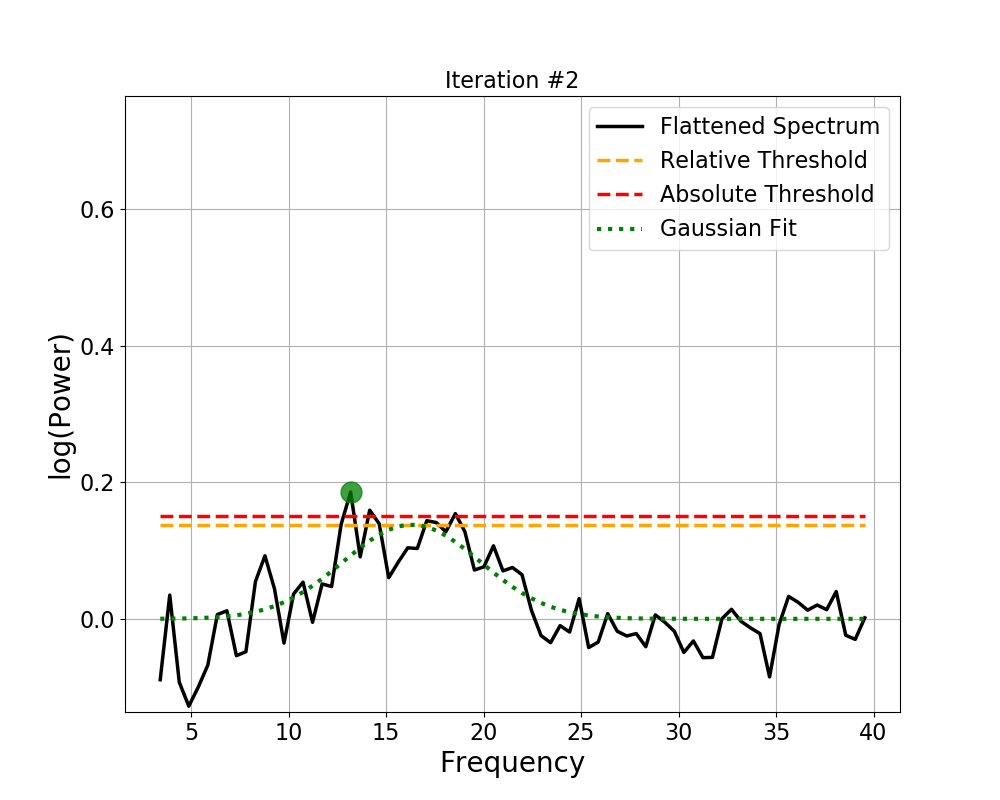 Iteration #2
Flattened Spectrum
Relative Threshold
Absolute Threshold
Gaussian Fit
log(Power)
0.6
0.4
0.2
0.0
5 10 15 20 25 30 35 40
Frequency